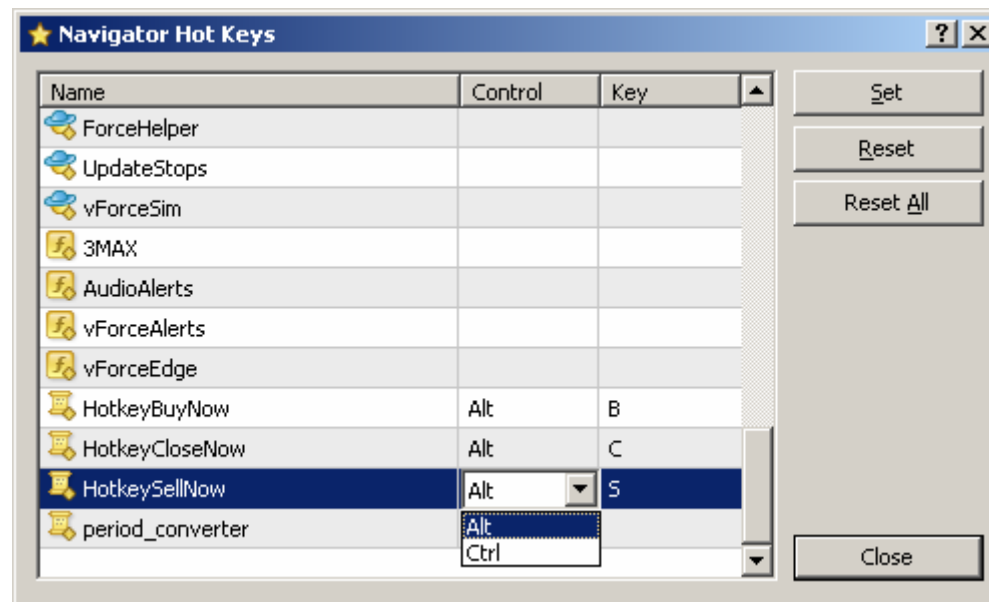 Navigator Hot Keys
Name Control Key
Set
ForceHelper
Reset
UpdateStops
vForceSim
Reset All
3MAX
AudioAlerts
vForceAlerts
vForceEdge
HotkeyBuyNow Alt B
HotkeyCloseNow Alt C
HotkeySellNow Alt S
period_converter
Alt
Ctrl
Close